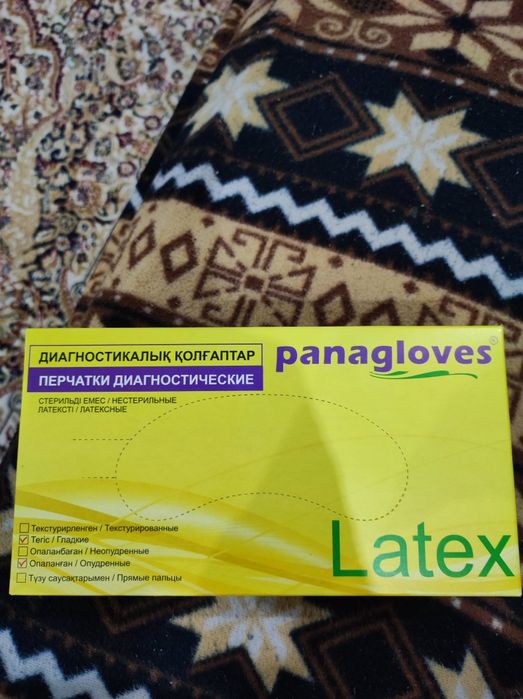 ДИАГНОСТИКАЛЫҚ ҚОЛҒАПТАР
ПЕРЧАТКИ ДИАГНОСТИЧЕСКИЕ
panagloves®
СТЕРИЛЬДІ ЕМЕС / НЕСТЕРИЛЬНЫЕ
ЛАТЕКСТІ / ЛАТЕКСНЫЕ
Текстурирленген / Текстурированные
Тегіс / Гладкие
Опаланбаған / Неопудренные
Опаланған / Опудренные
Түзу саусақтарымен / Прямые пальцы
Latex